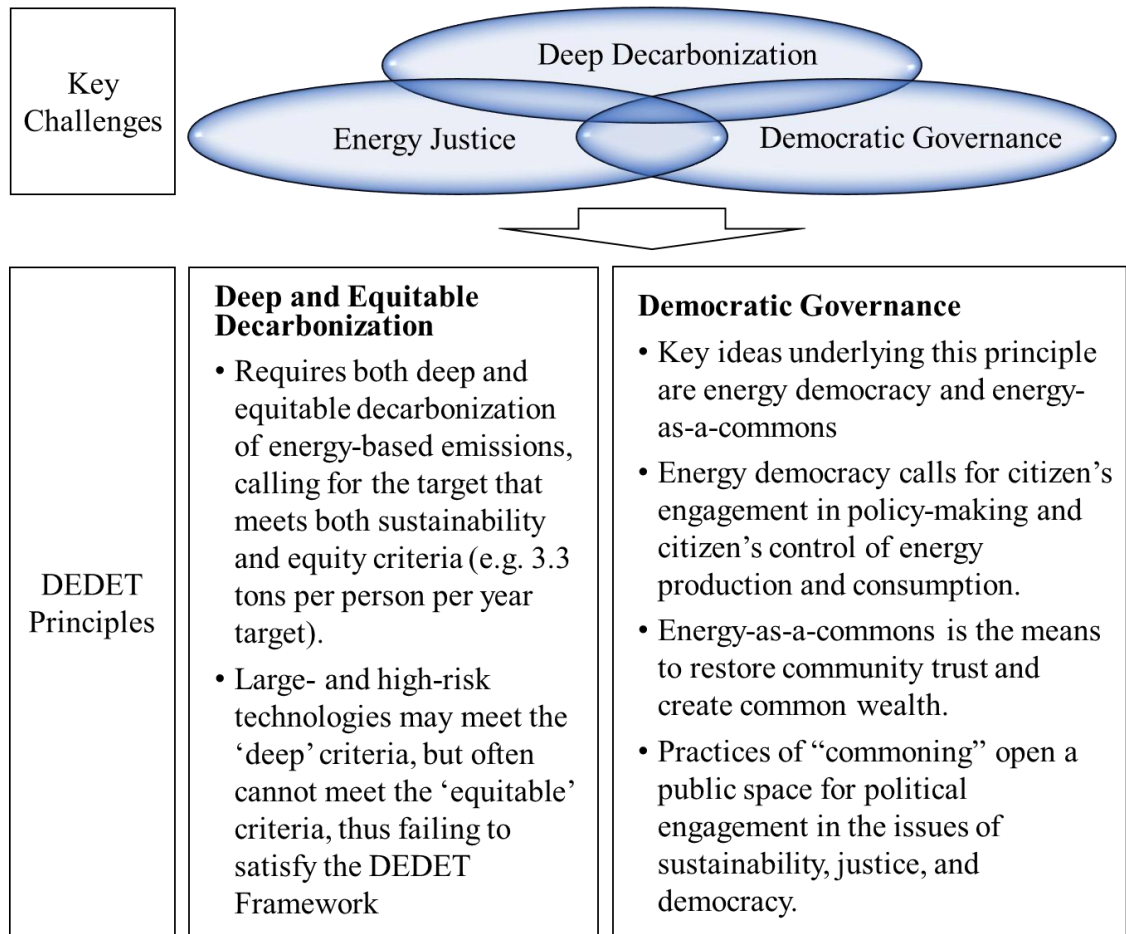 Key
Challenges
Deep Decarbonization
Energy Justice
Democratic Governance
DEDET
Principles
Deep and Equitable
Decarbonization
• Requires both deep and
equitable decarbonization
of energy-based emissions,
calling for the target that
meets both sustainability
and equity criteria (e.g. 3.3
tons per person per year
target).
• Large- and high-risk
technologies may meet the
‘deep’ criteria, but often
cannot meet the ‘equitable’
criteria, thus failing to
satisfy the DEDET
Framework
Democratic Governance
• Key ideas underlying this principle
are energy democracy and energy-
as-a-commons
• Energy democracy calls for citizen’s
engagement in policy-making and
citizen’s control of energy
production and consumption.
• Energy-as-a-commons is the means
to restore community trust and
create common wealth.
• Practices of “commoning” open a
public space for political
engagement in the issues of
sustainability, justice, and
democracy.